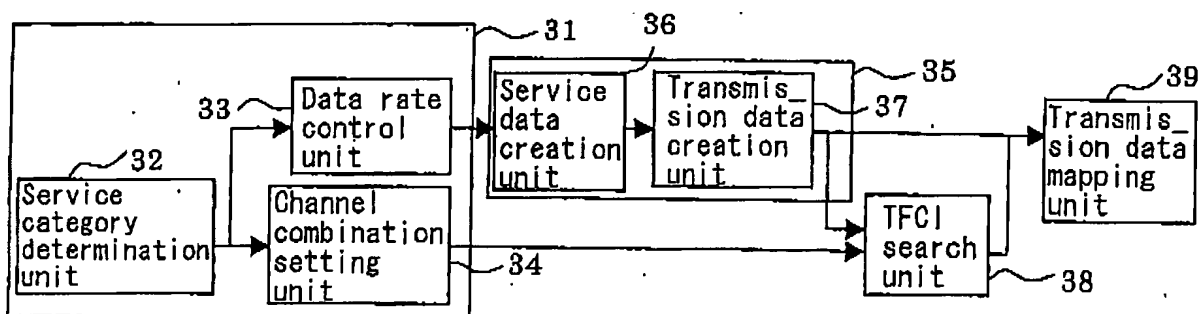 31
36
35
39
33
Data rate
control
unit
Service
data
creation
unit
Transmis_
sion data
creation
unit
37
Transmis_
sion data
mapping
unit
32
Service
category
determination
unit
Channel
combination
setting
unit
34
TFCI
search
unit
38